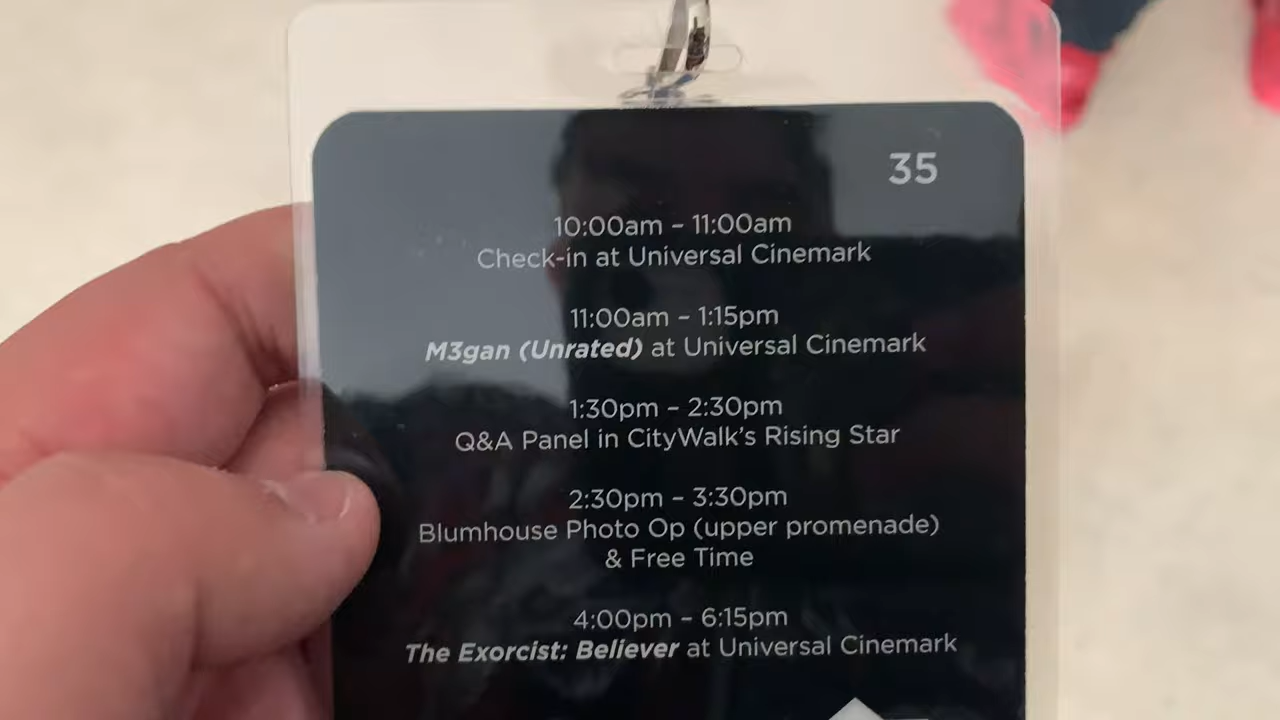 35
10:00am – 11:00am
Check-in at Universal Cinemark
11:00am – 1:15pm
M3gan (Unrated) at Universal Cinemark
1:30pm – 2:30pm
Q&A Panel in CityWalk's Rising Star
2:30pm – 3:30pm
Blumhouse Photo Op (upper promenade)
& Free Time
4:00pm – 6:15pm
The Exorcist: Believer at Universal Cinemark